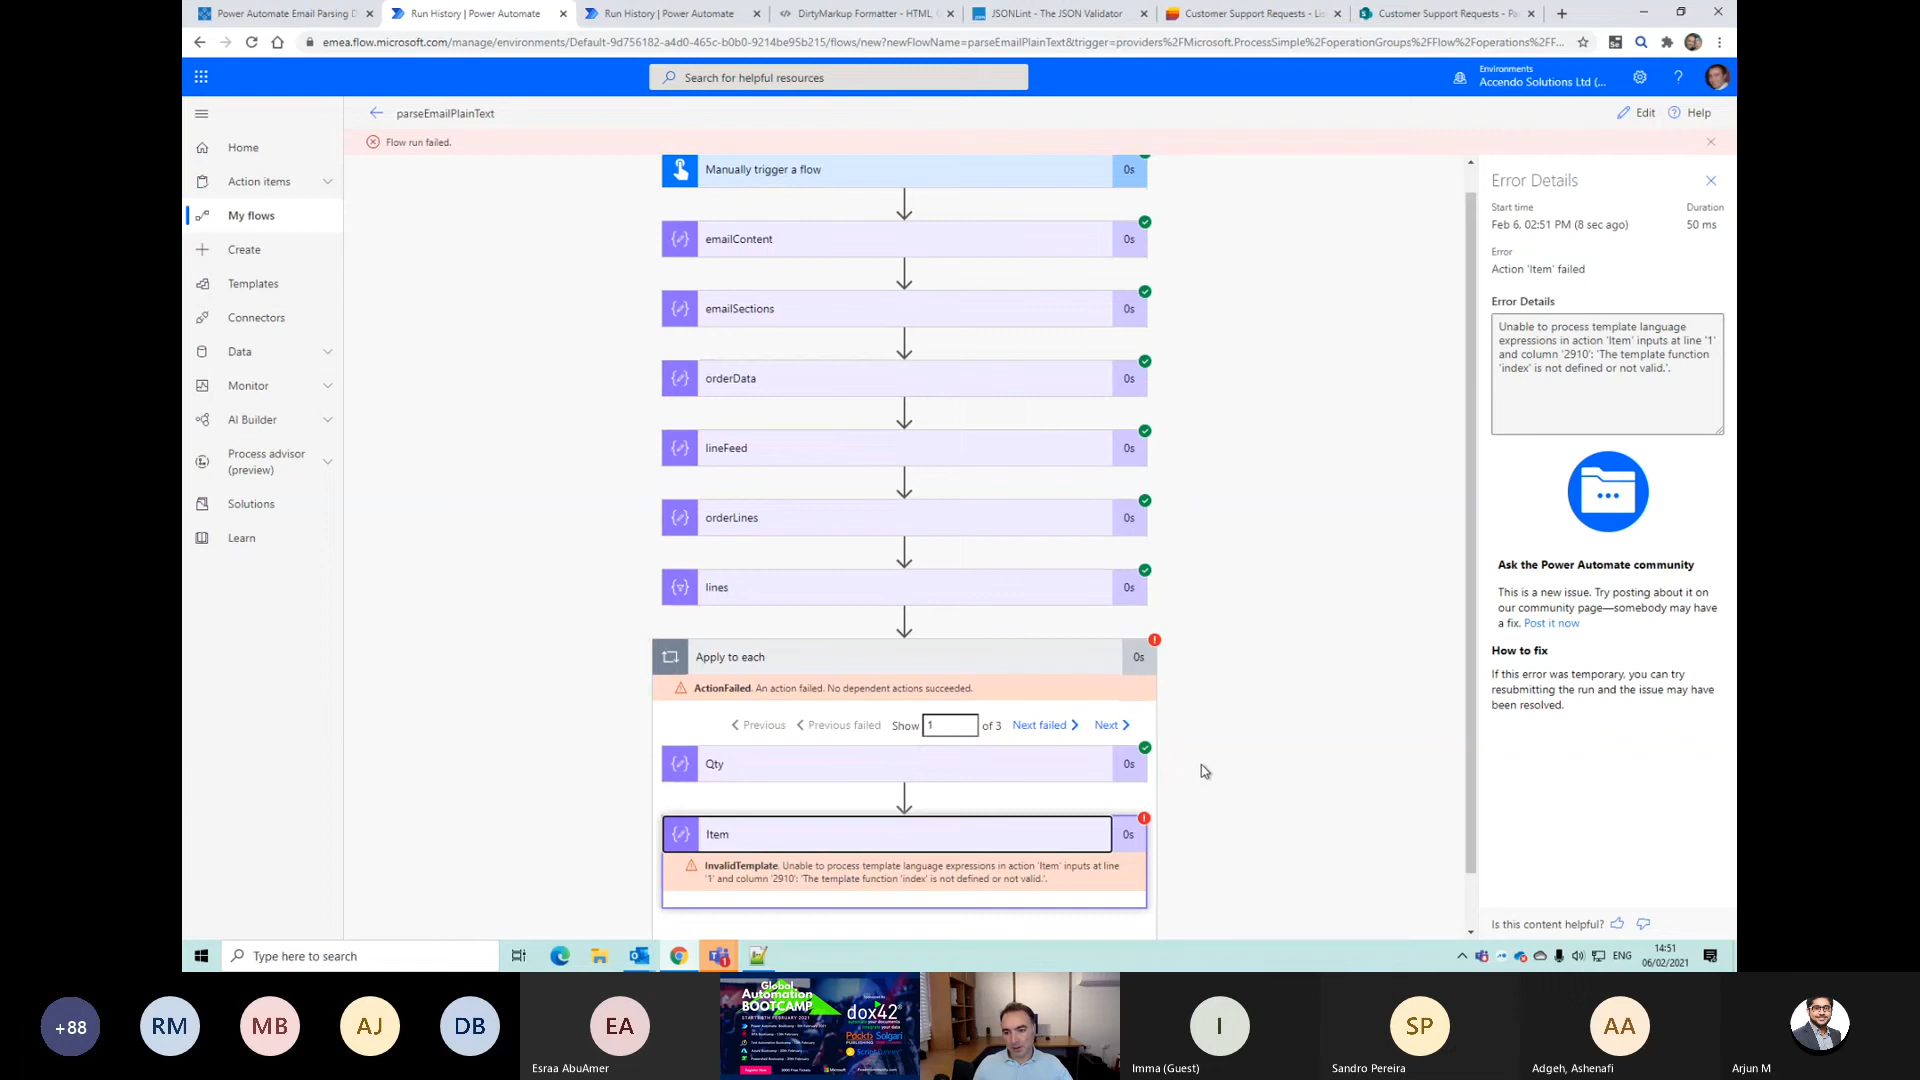 Power Automate Email Parsing D
Run History | Power Automate
Run History | Power Automate
DirtyMarkup Formatter - HTML,
JSONLint - The JSON Validator
Customer Support Requests - Lis
Customer Support Requests - Pa
emea.flow.microsoft.com/manage/environments/Default-9d756182-a4d0-465c-b0b0-9214be95b215/flows/new?newFlowName=parseEmailPlainText&trigger=providers%2FMicrosoft.ProcessSimple%2FoperationGroups%2FFlow%2Foperations%2FF...
Search for helpful resources
Environments
Accendo Solutions Ltd (...
parseEmailPlainText
Edit
Help
Flow run failed.
Home
Action items
My flows
Create
Templates
Connectors
Data
Monitor
AI Builder
Process advisor
(preview)
Solutions
Learn
Manually trigger a flow
0s
emailContent
0s
emailSections
0s
orderData
0s
lineFeed
0s
orderLines
0s
lines
0s
Apply to each
0s
ActionFailed. An action failed. No dependent actions succeeded.
Previous
Previous failed
Show
1
of 3
Next failed
Next
Qty
0s
Item
0s
InvalidTemplate. Unable to process template language expressions in action 'Item' inputs at line
'1' and column '2910': 'The template function 'index' is not defined or not valid.'.
Error Details
Start time
Duration
Feb 6, 02:51 PM (8 sec ago)
50 ms
Error
Action 'Item' failed
Error Details
Unable to process template language
expressions in action 'Item' inputs at line '1'
and column '2910': 'The template function
'index' is not defined or not valid.'.
Ask the Power Automate community
This is a new issue. Try posting about it on
our community page—somebody may have
a fix. Post it now
How to fix
If this error was temporary, you can try
resubmitting the run and the issue may have
been resolved.
Is this content helpful?
Type here to search
ENG
14:51
06/02/2021
+88
RM
MB
AJ
DB
EA
Esraa AbuAmer
Global
Automation
BOOTCAMP
dox42
I
Imma (Guest)
SP
Sandro Pereira
AA
Adgeh, Ashenafi
Arjun M